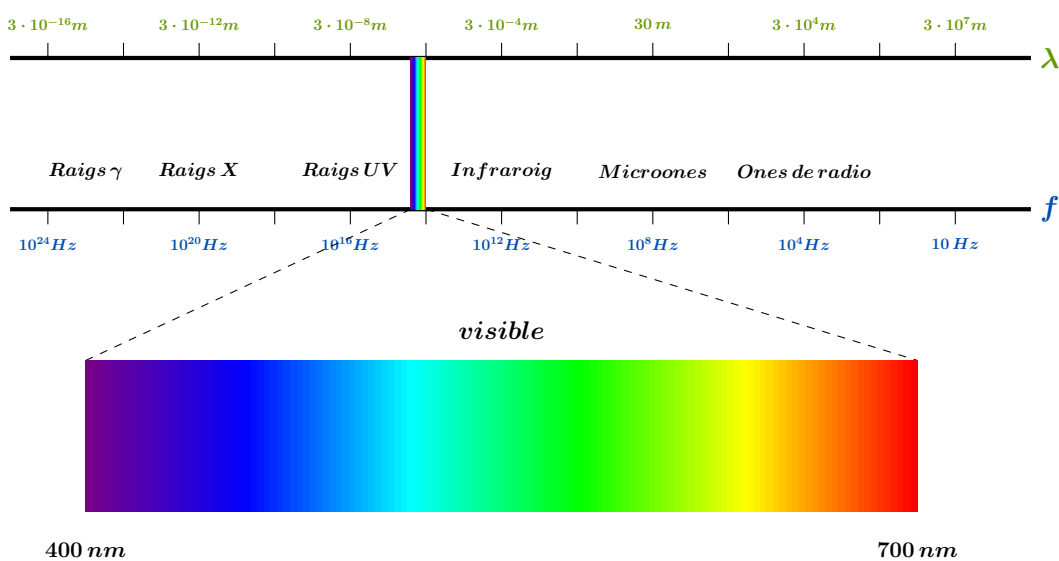 3 · 10⁻¹⁶m 3 · 10⁻¹²m 3 · 10⁻⁸m 3 · 10⁻⁴m 30 m 3 · 10⁴m 3 · 10⁷m
λ
Raigs γ Raigs X Raigs UV Infraroig Microones Ones de radio
f
10²⁴Hz 10²⁰Hz 10¹⁶Hz 10¹²Hz 10⁸Hz 10⁴Hz 10 Hz
visible
400 nm 700 nm